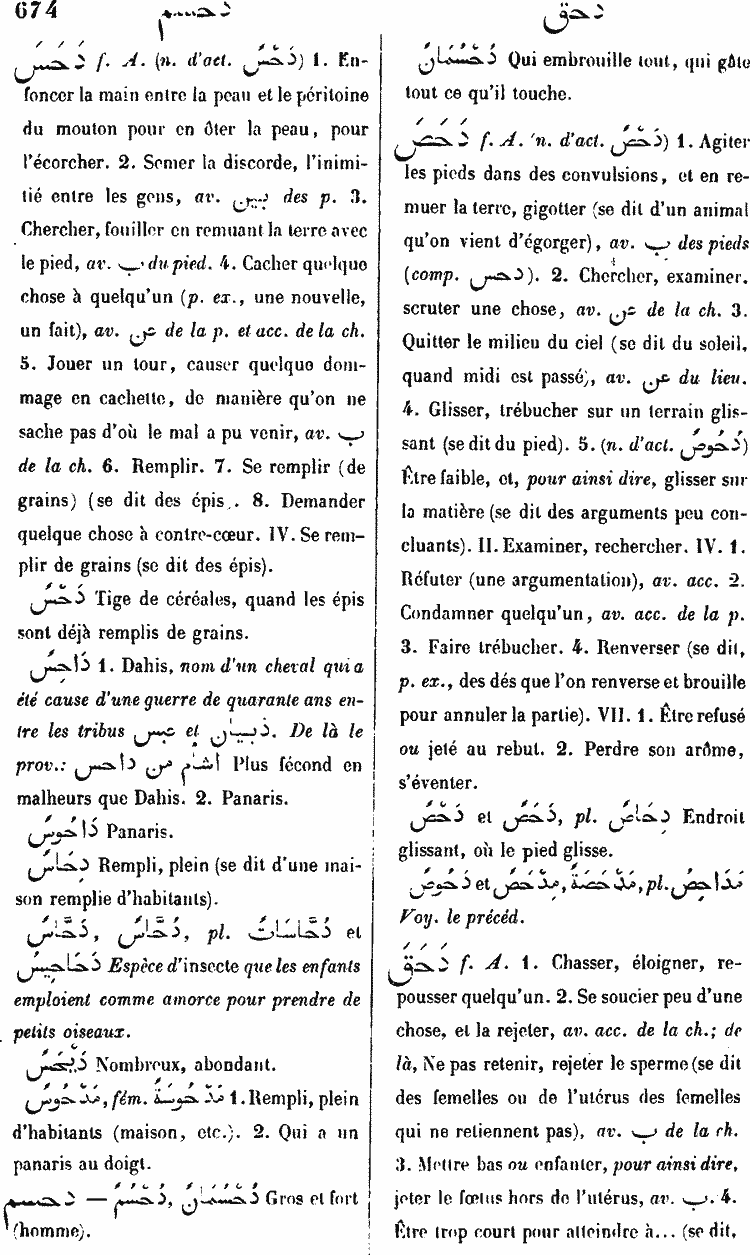 674 دحسم دحق
دَحَسَ f. A. (n. d'act. دَحْسٌ) 1. En-
foncer la main entre la peau et le péritoine
du mouton pour en ôter la peau, pour
l'écorcher. 2. Semer la discorde, l'inimi-
tié entre les gens, av. بين des p. 3.
Chercher, fouiller en remuant la terre avec
le pied, av. ب du pied. 4. Cacher quelque
chose à quelqu'un (p. ex., une nouvelle,
un fait), av. عن de la p. et acc. de la ch.
5. Jouer un tour, causer quelque dom-
mage en cachette, de manière qu'on ne
sache pas d'où le mal a pu venir, av. ب
de la ch. 6. Remplir. 7. Se remplir (de
grains) (se dit des épis). 8. Demander
quelque chose à contre-cœur. IV. Se rem-
plir de grains (se dit des épis).
دَحْسٌ Tige de céréales, quand les épis
sont déjà remplis de grains.
دَاحِسٌ 1. Dahis, nom d'un cheval qui a
été cause d'une guerre de quarante ans en-
tre les tribus عبس et ذبيان. De là le
prov.: أشأم من داحس Plus fécond en
malheurs que Dahis. 2. Panaris.
دَاحُوسٌ Panaris.
دِحَاسٌ Rempli, plein (se dit d'une mai-
son remplie d'habitants).
دَحَّاسٌ, دُحَّاسٌ, pl. دُحَّاسَاتٌ et
دَحَاحِيسُ Espèce d'insecte que les enfants
emploient comme amorce pour prendre de
petits oiseaux.
دَيْحَسٌ Nombreux, abondant.
مَدْحُوسٌ, fém. مَدْحُوسَةٌ 1. Rempli, plein
d'habitants (maison, etc.). 2. Qui a un
panaris au doigt.
دحسم — دُحْسُمٌ, دُحْسُمَانٌ Gros et fort
(homme).
دُحْسُمَانٌ Qui embrouille tout, qui gâte
tout ce qu'il touche.
دَحَصَ f. A. (n. d'act. دَحْصٌ) 1. Agiter
les pieds dans des convulsions, et en re-
muer la terre, gigotter (se dit d'un animal
qu'on vient d'égorger), av. ب des pieds
(comp. دحس). 2. Chercher, examiner,
scruter une chose, av. عن de la ch. 3.
Quitter le milieu du ciel (se dit du soleil,
quand midi est passé), av. عن du lieu.
4. Glisser, trébucher sur un terrain glis-
sant (se dit du pied). 5. (n. d'act. دُحُوضٌ)
Être faible, et, pour ainsi dire, glisser sur
la matière (se dit des arguments peu con-
cluants). II. Examiner, rechercher. IV. 1.
Réfuter (une argumentation), av. acc. 2.
Condamner quelqu'un, av. acc. de la p.
3. Faire trébucher. 4. Renverser (se dit,
p. ex., des dés que l'on renverse et brouille
pour annuler la partie). VII. 1. Être refusé
ou jeté au rebut. 2. Perdre son arôme,
s'éventer.
دَحْضٌ et دَحَضٌ, pl. دِحَاضٌ Endroit
glissant, où le pied glisse.
دَحُوضٌ et مِدْحَضٌ, مَدْحَضَةٌ, pl. مَدَاحِضُ
Voy. le précéd.
دَحَقَ f. A. 1. Chasser, éloigner, re-
pousser quelqu'un. 2. Se soucier peu d'une
chose, et la rejeter, av. acc. de la ch.; de
là, Ne pas retenir, rejeter le sperme (se dit
des femelles ou de l'utérus des femelles
qui ne retiennent pas), av. ب de la ch.
3. Mettre bas ou enfanter, pour ainsi dire,
jeter le fœtus hors de l'utérus, av. ب. 4.
Être trop court pour atteindre à... (se dit,